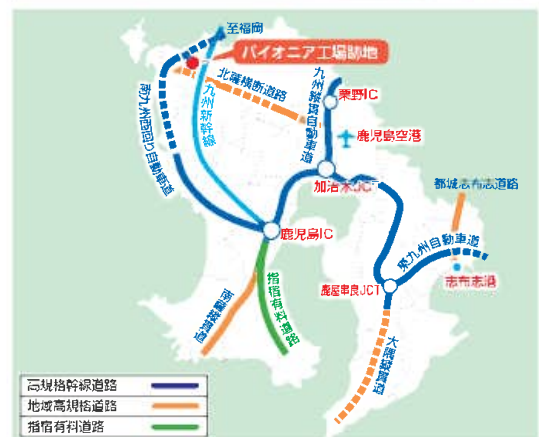 至福岡
パイオニア工場跡地
北薩横断道路
九州新幹線
南九州西回り自動車道
九州縦貫自動車道
栗野IC
鹿児島空港
加治木JCT
都城志布志道路
鹿児島IC
東九州自動車道
志布志港
鹿屋串良JCT
南薩縦貫道
指宿有料道路
大隅縦貫道
高規格幹線道路
地域高規格道路
指宿有料道路